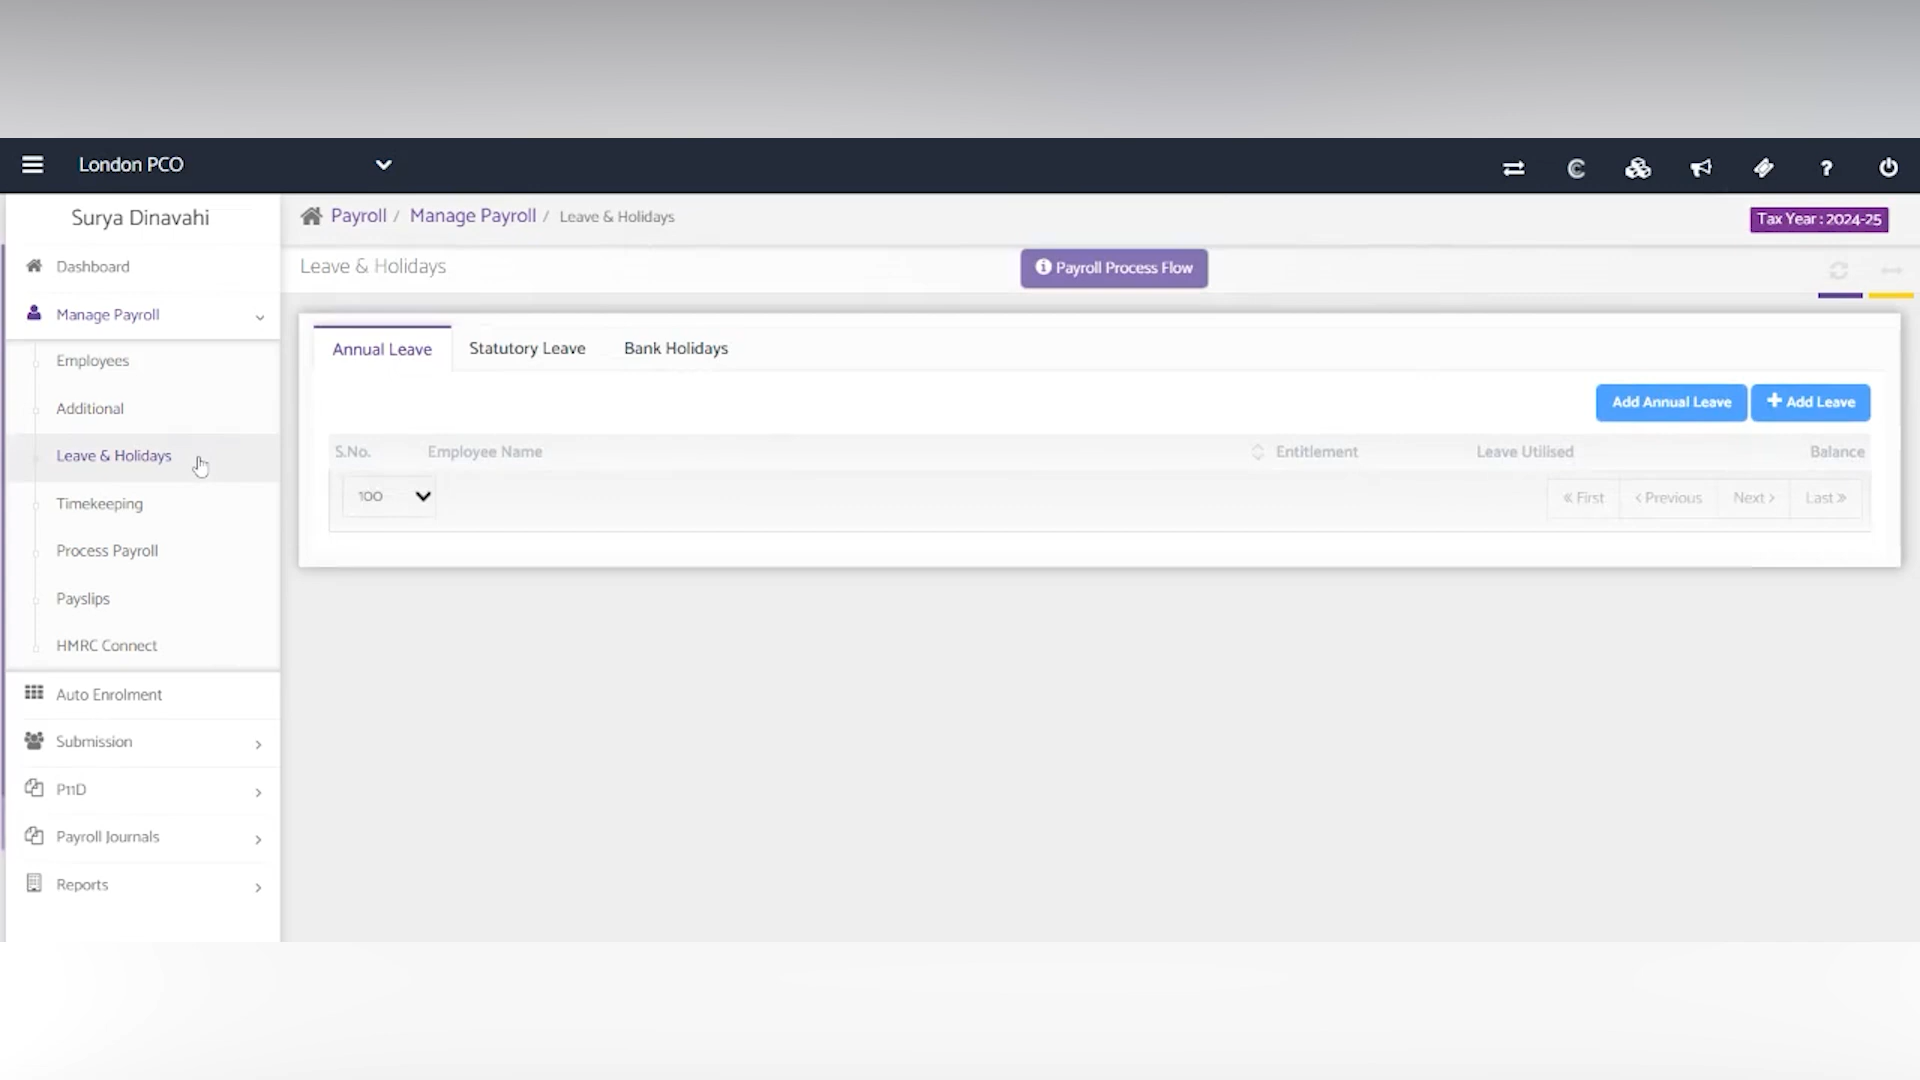 London PCO
Surya Dinavahi
Payroll / Manage Payroll / Leave & Holidays
Tax Year : 2024-25
Dashboard
Leave & Holidays
Payroll Process Flow
Manage Payroll
Employees
Additional
Leave & Holidays
Timekeeping
Process Payroll
Payslips
HMRC Connect
Auto Enrolment
Submission
P11D
Payroll Journals
Reports
Annual Leave Statutory Leave Bank Holidays
Add Annual Leave + Add Leave
S.No. Employee Name Entitlement Leave Utilised Balance
100 « First ‹ Previous Next › Last »